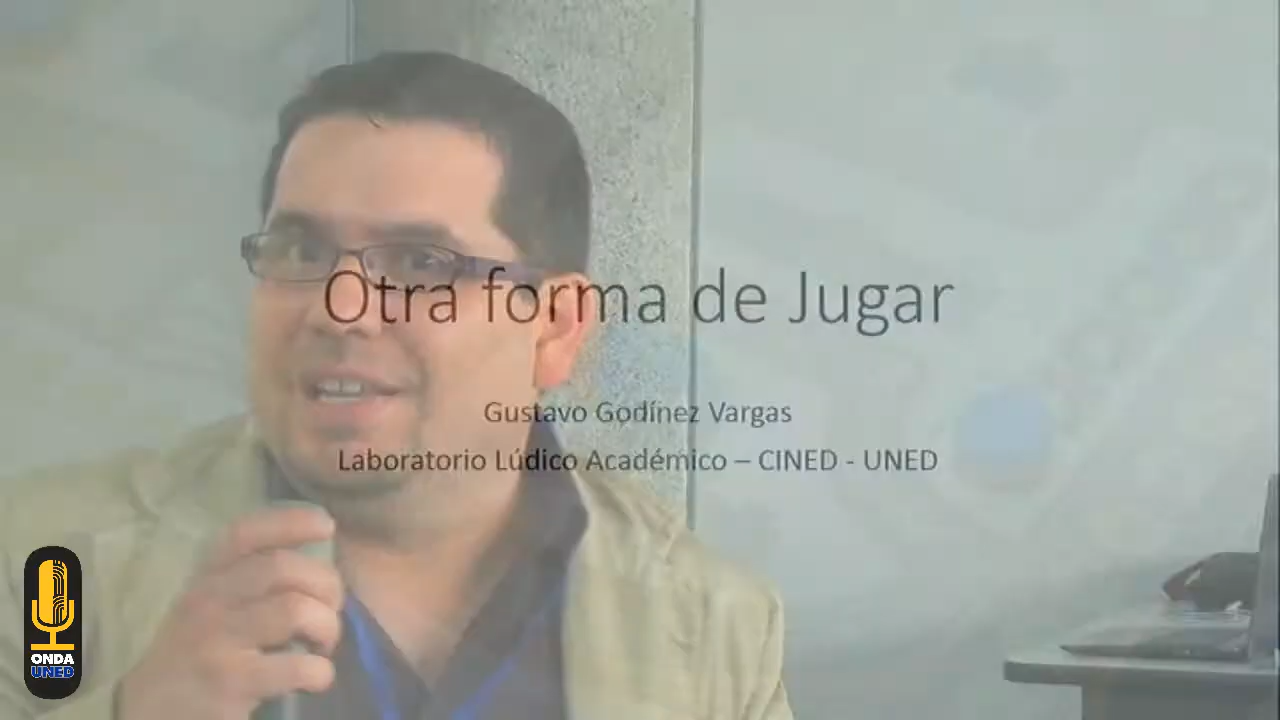 Otra forma de Jugar
Gustavo Godínez Vargas
Laboratorio Lúdico Académico – CINED - UNED
ONDA
UNED